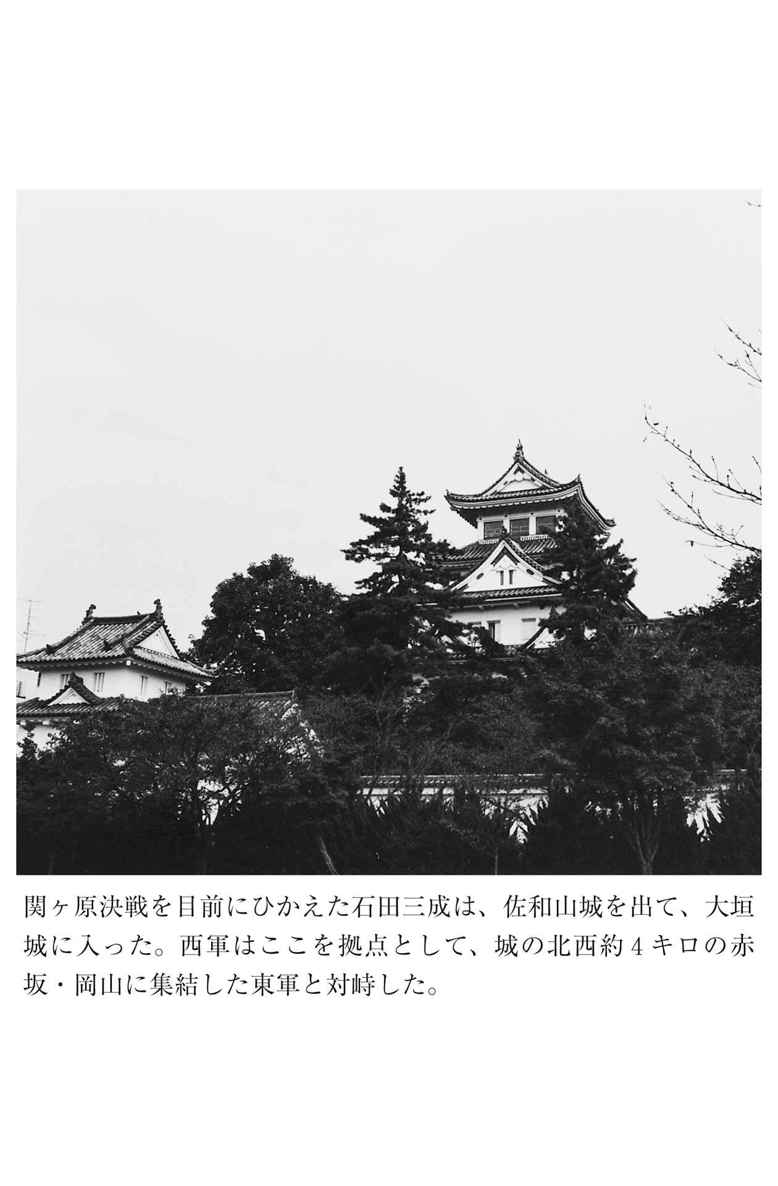 関ヶ原決戦を目前にひかえた石田三成は、佐和山城を出て、大垣
城に入った。西軍はここを拠点として、城の北西約4キロの赤
坂・岡山に集結した東軍と対峙した。